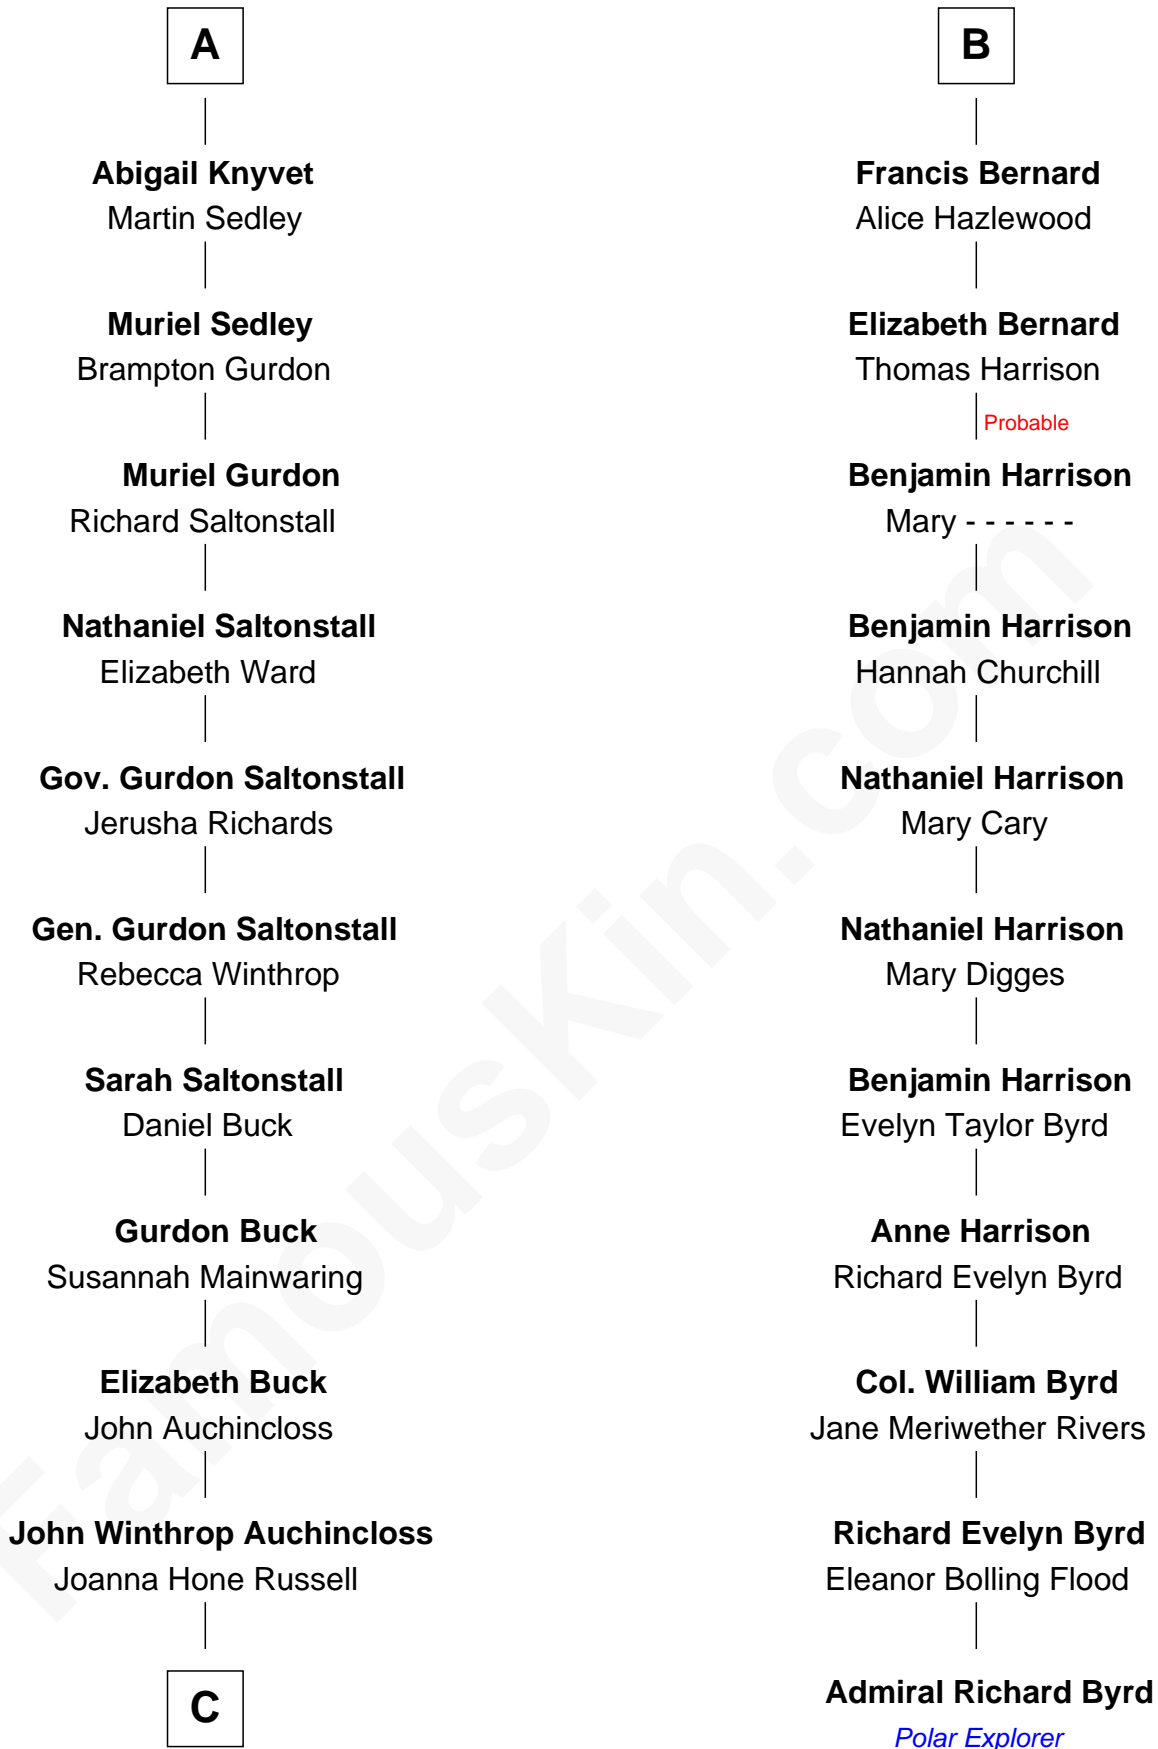 A
Abigail Knyvet
Martin Sedley
Muriel Sedley
Brampton Gurdon
Muriel Gurdon
Richard Saltonstall
Nathaniel Saltonstall
Elizabeth Ward
Gov. Gurdon Saltonstall
Jerusha Richards
Gen. Gurdon Saltonstall
Rebecca Winthrop
Sarah Saltonstall
Daniel Buck
Gurdon Buck
Susannah Mainwaring
Elizabeth Buck
John Auchincloss
John Winthrop Auchincloss
Joanna Hone Russell
C
B
Francis Bernard
Alice Hazlewood
Elizabeth Bernard
Thomas Harrison
Probable
Benjamin Harrison
Mary - - - - - -
Benjamin Harrison
Hannah Churchill
Nathaniel Harrison
Mary Cary
Nathaniel Harrison
Mary Digges
Benjamin Harrison
Evelyn Taylor Byrd
Anne Harrison
Richard Evelyn Byrd
Col. William Byrd
Jane Meriwether Rivers
Richard Evelyn Byrd
Eleanor Bolling Flood
Admiral Richard Byrd
Polar Explorer
FamousKin.com